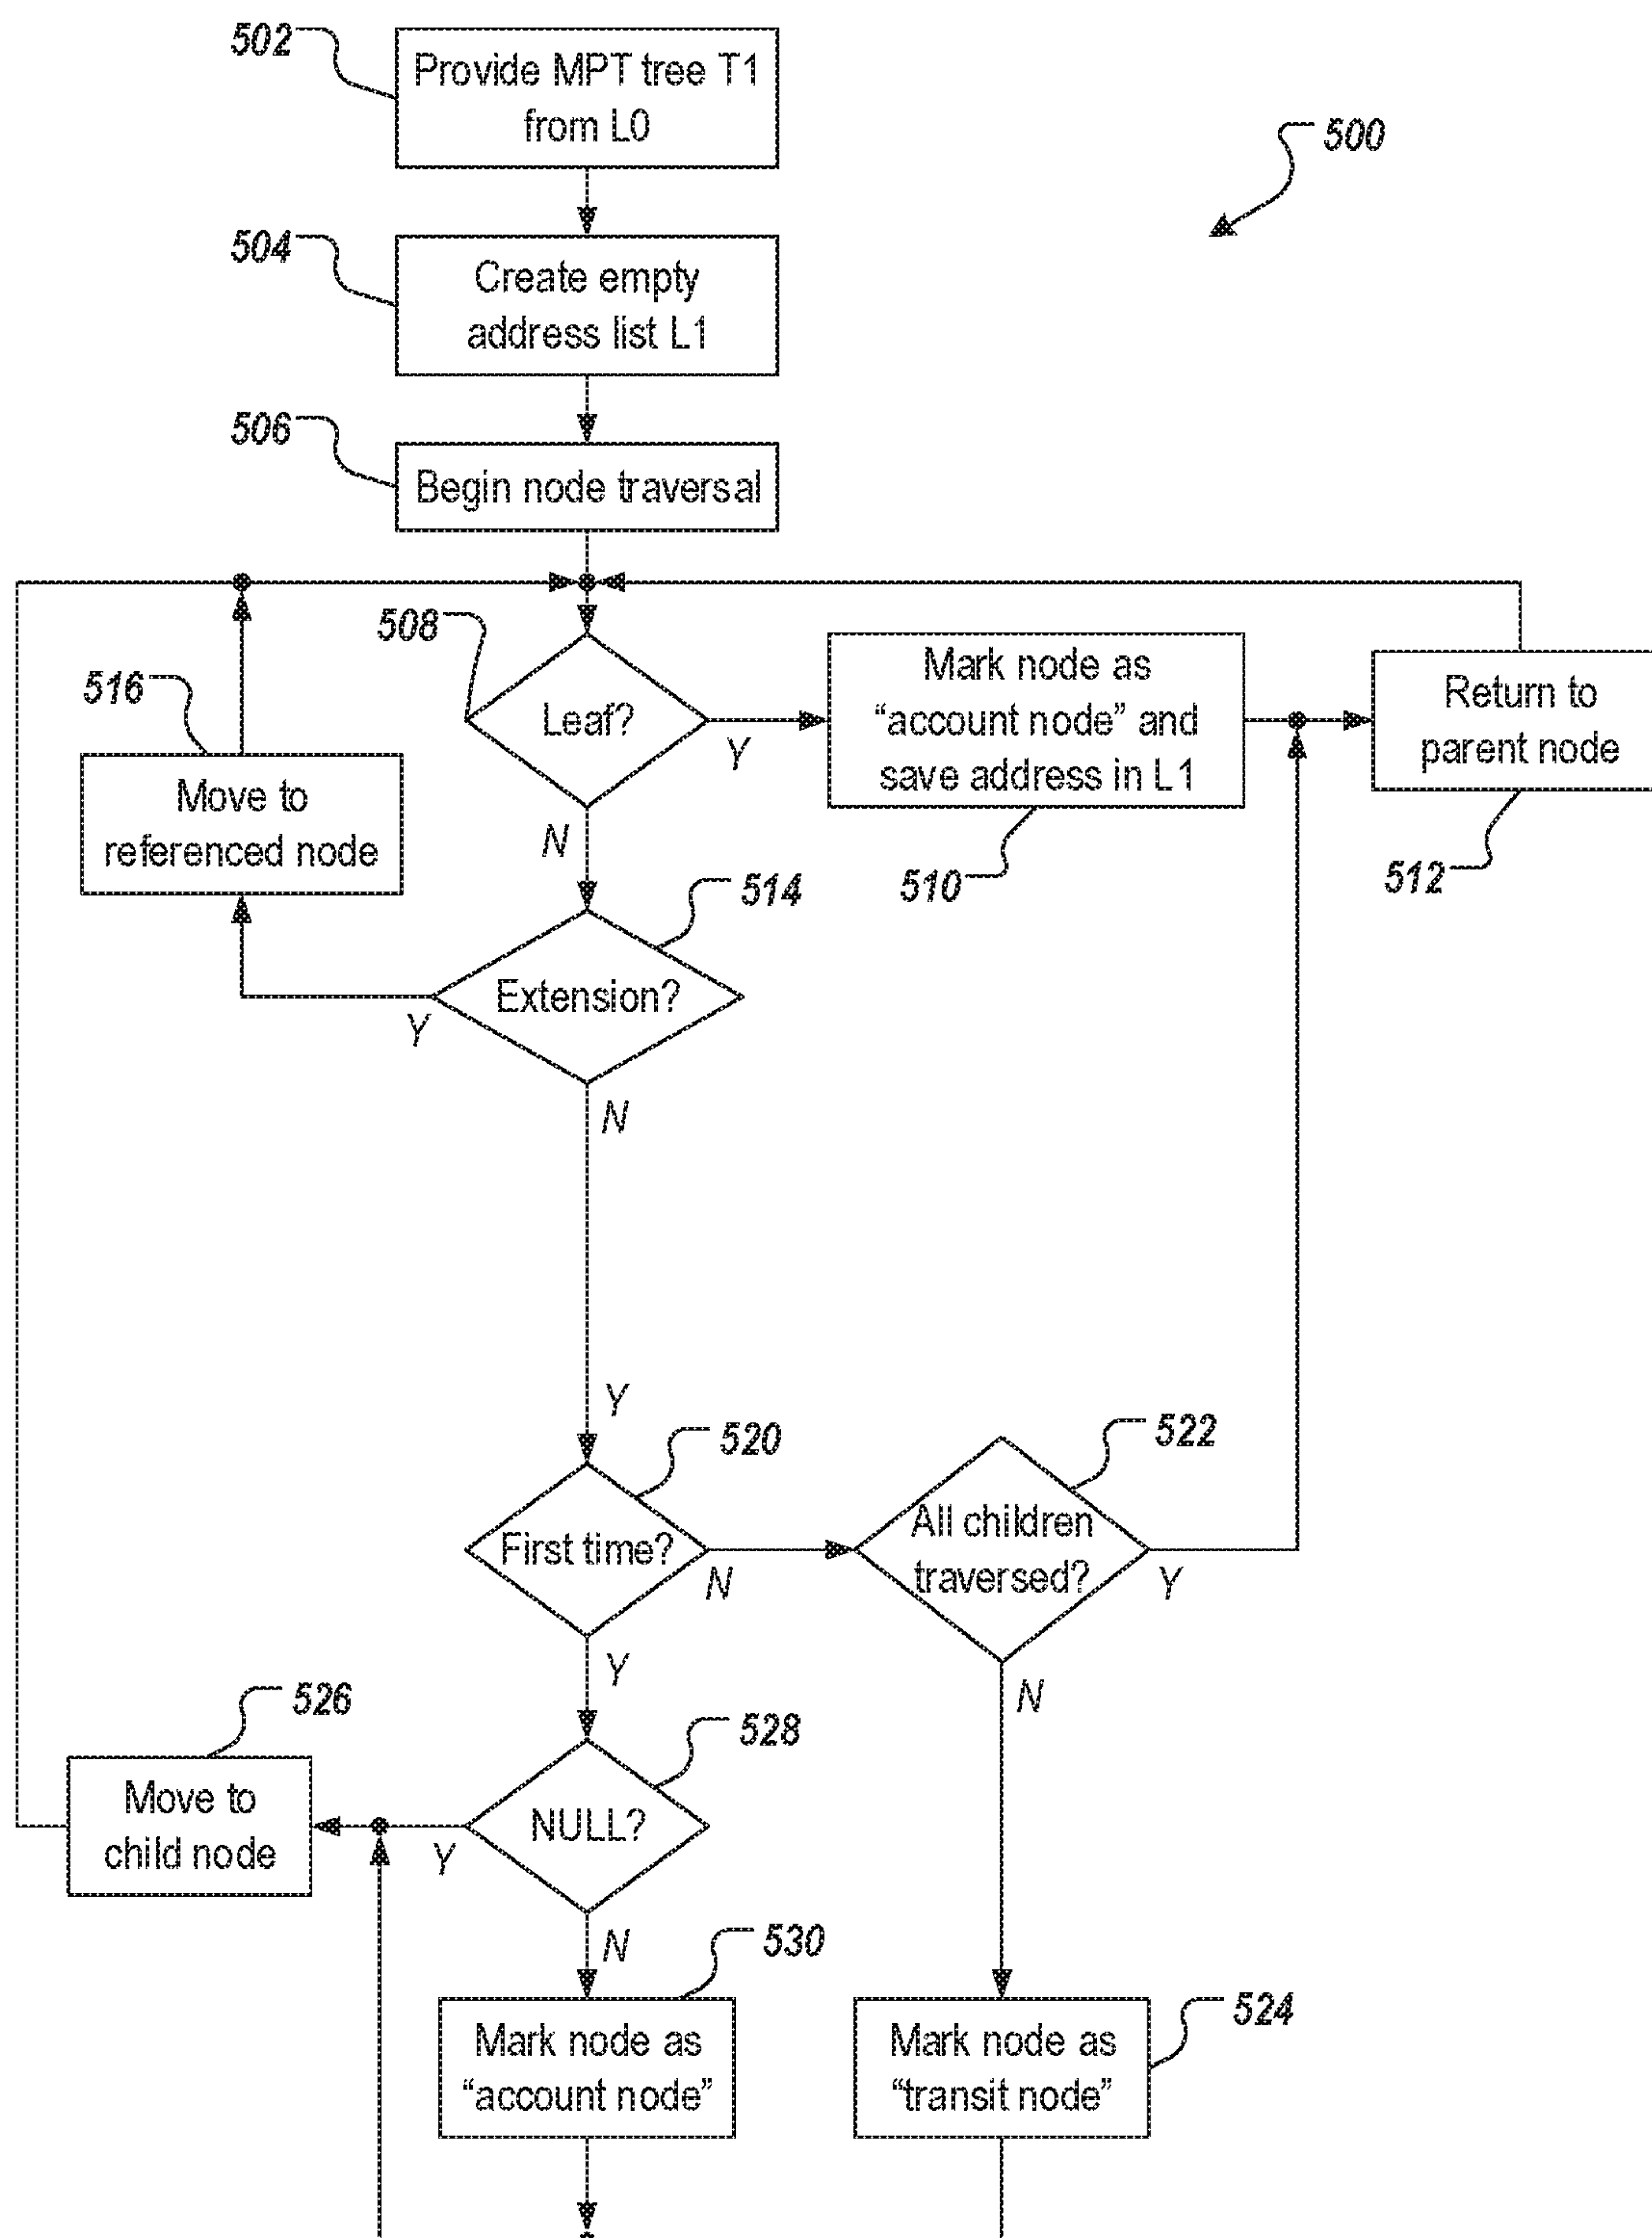 502
Provide MPT tree T1
from L0
500
504
Create empty
address list L1
506
Begin node traversal
508
Leaf?
Y
N
Mark node as
“account node” and
save address in L1
510
Return to
parent node
512
516
Move to
referenced node
514
Extension?
Y
N
Y
520
First time?
N
Y
522
All children
traversed?
Y
N
526
Move to
child node
528
NULL?
Y
N
530
Mark node as
“account node”
524
Mark node as
“transit node”